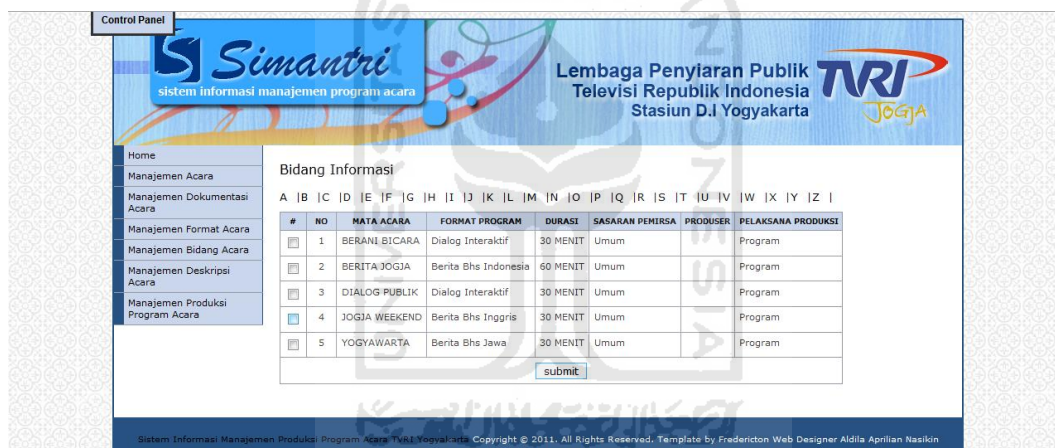 Control Panel
Simantri
sistem informasi manajemen program acara
Lembaga Penyiaran Publik
Televisi Republik Indonesia
Stasiun D.I Yogyakarta
TVRI
JOGJA
Home
Manajemen Acara
Manajemen Dokumentasi
Acara
Manajemen Format Acara
Manajemen Bidang Acara
Manajemen Deskripsi
Acara
Manajemen Produksi
Program Acara
Bidang Informasi
A |B |C |D |E |F |G |H |I |J |K |L |M |N |O |P |Q |R |S |T |U |V |W |X |Y |Z |
# NO MATA ACARA FORMAT PROGRAM DURASI SASARAN PEMIRSA PRODUSER PELAKSANA PRODUKSI
1 BERANI BICARA Dialog Interaktif 30 MENIT Umum Program
2 BERITA JOGJA Berita Bhs Indonesia 60 MENIT Umum Program
3 DIALOG PUBLIK Dialog Interaktif 30 MENIT Umum Program
4 JOGJA WEEKEND Berita Bhs Inggris 30 MENIT Umum Program
5 YOGYAWARTA Berita Bhs Jawa 30 MENIT Umum Program
submit
Sistem Informasi Manajemen Produksi Program Acara TVRI Yogyakarta Copyright © 2011. All Rights Reserved. Template by Fredericton Web Designer Aldila Aprilian Nasikin